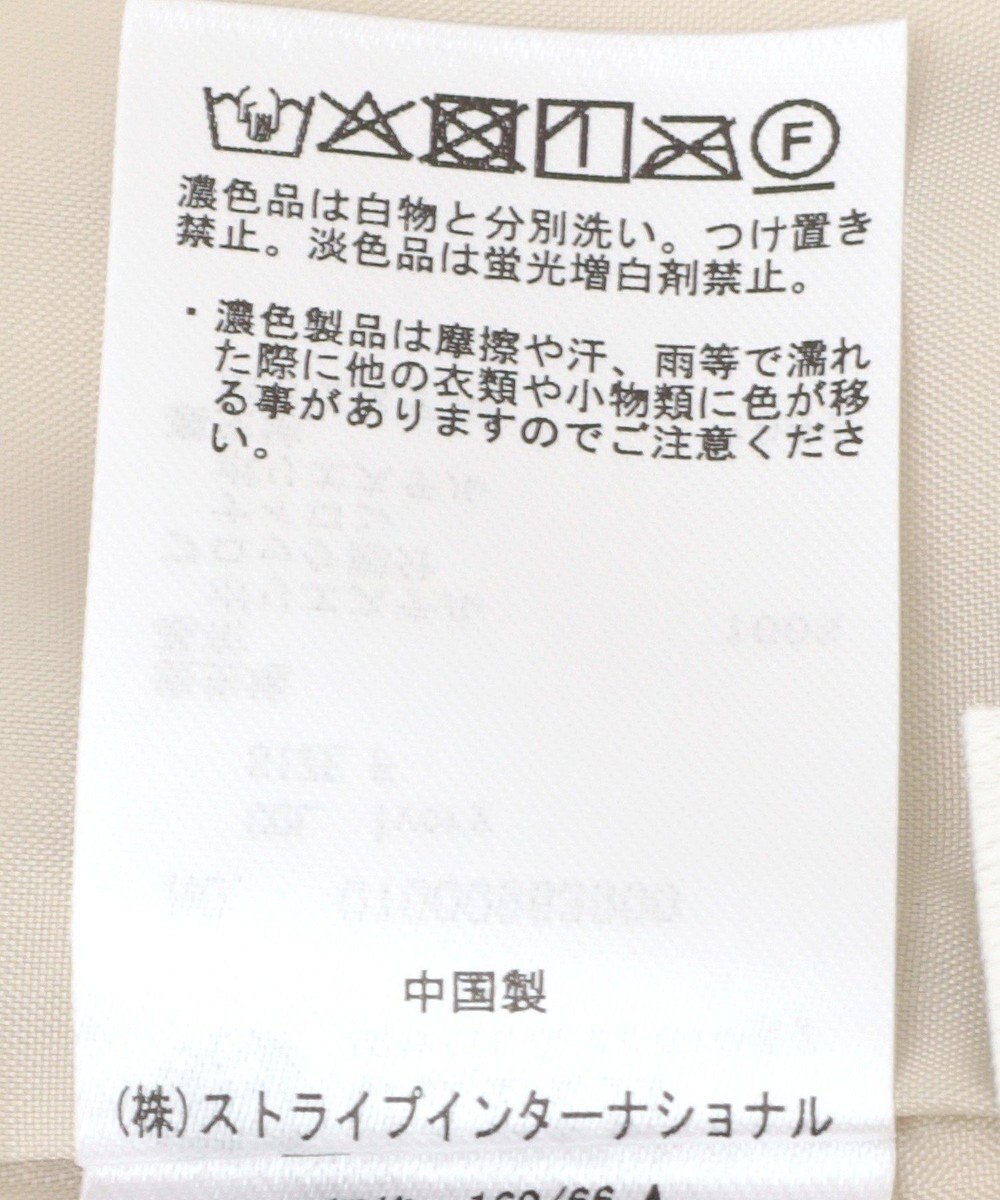 F
濃色品は白物と分別洗い。つけ置き
禁止。淡色品は蛍光増白剤禁止。
・濃色製品は摩擦や汗、雨等で濡れ
た際に他の衣類や小物類に色が移
る事がありますのでご注意くださ
い。
中国製
(株)ストライプインターナショナル
160/66 A